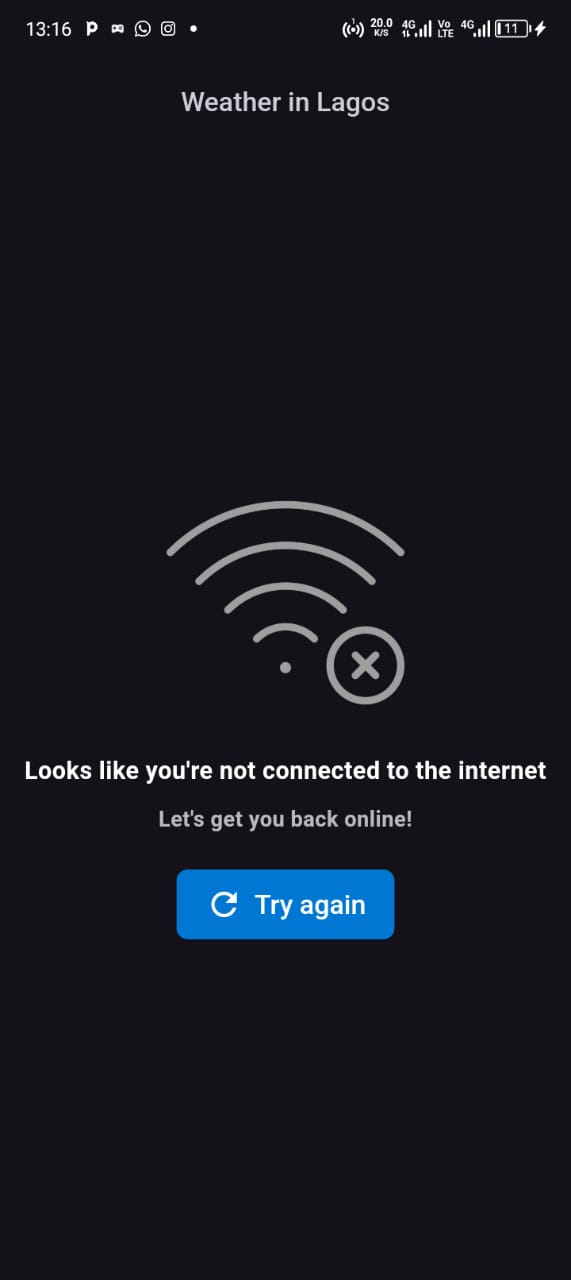 13:16
1
20.0
K/S
4G
Vo
LTE
4G
11
Weather in Lagos
Looks like you're not connected to the internet
Let's get you back online!
Try again